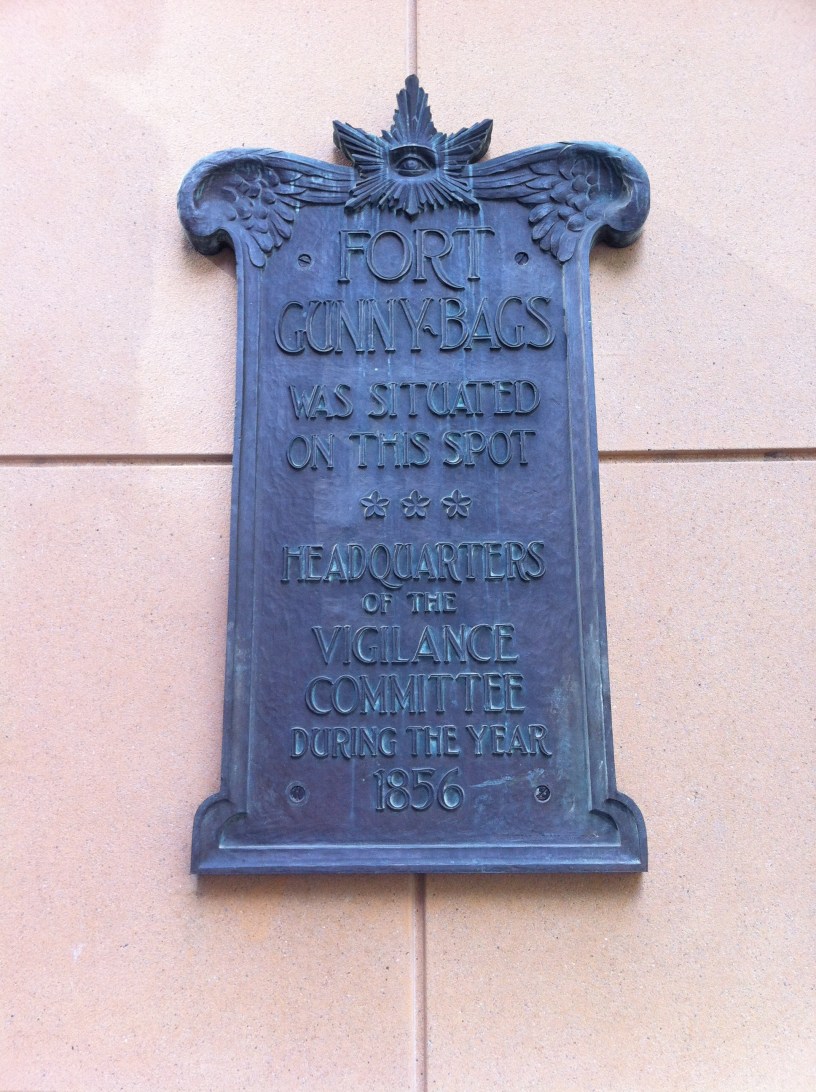 FORT
GUNNY-BAGS
WAS SITUATED
ON THIS SPOT
HEADQUARTERS
OF THE
VIGILANCE
COMMITTEE
DURING THE YEAR
1856